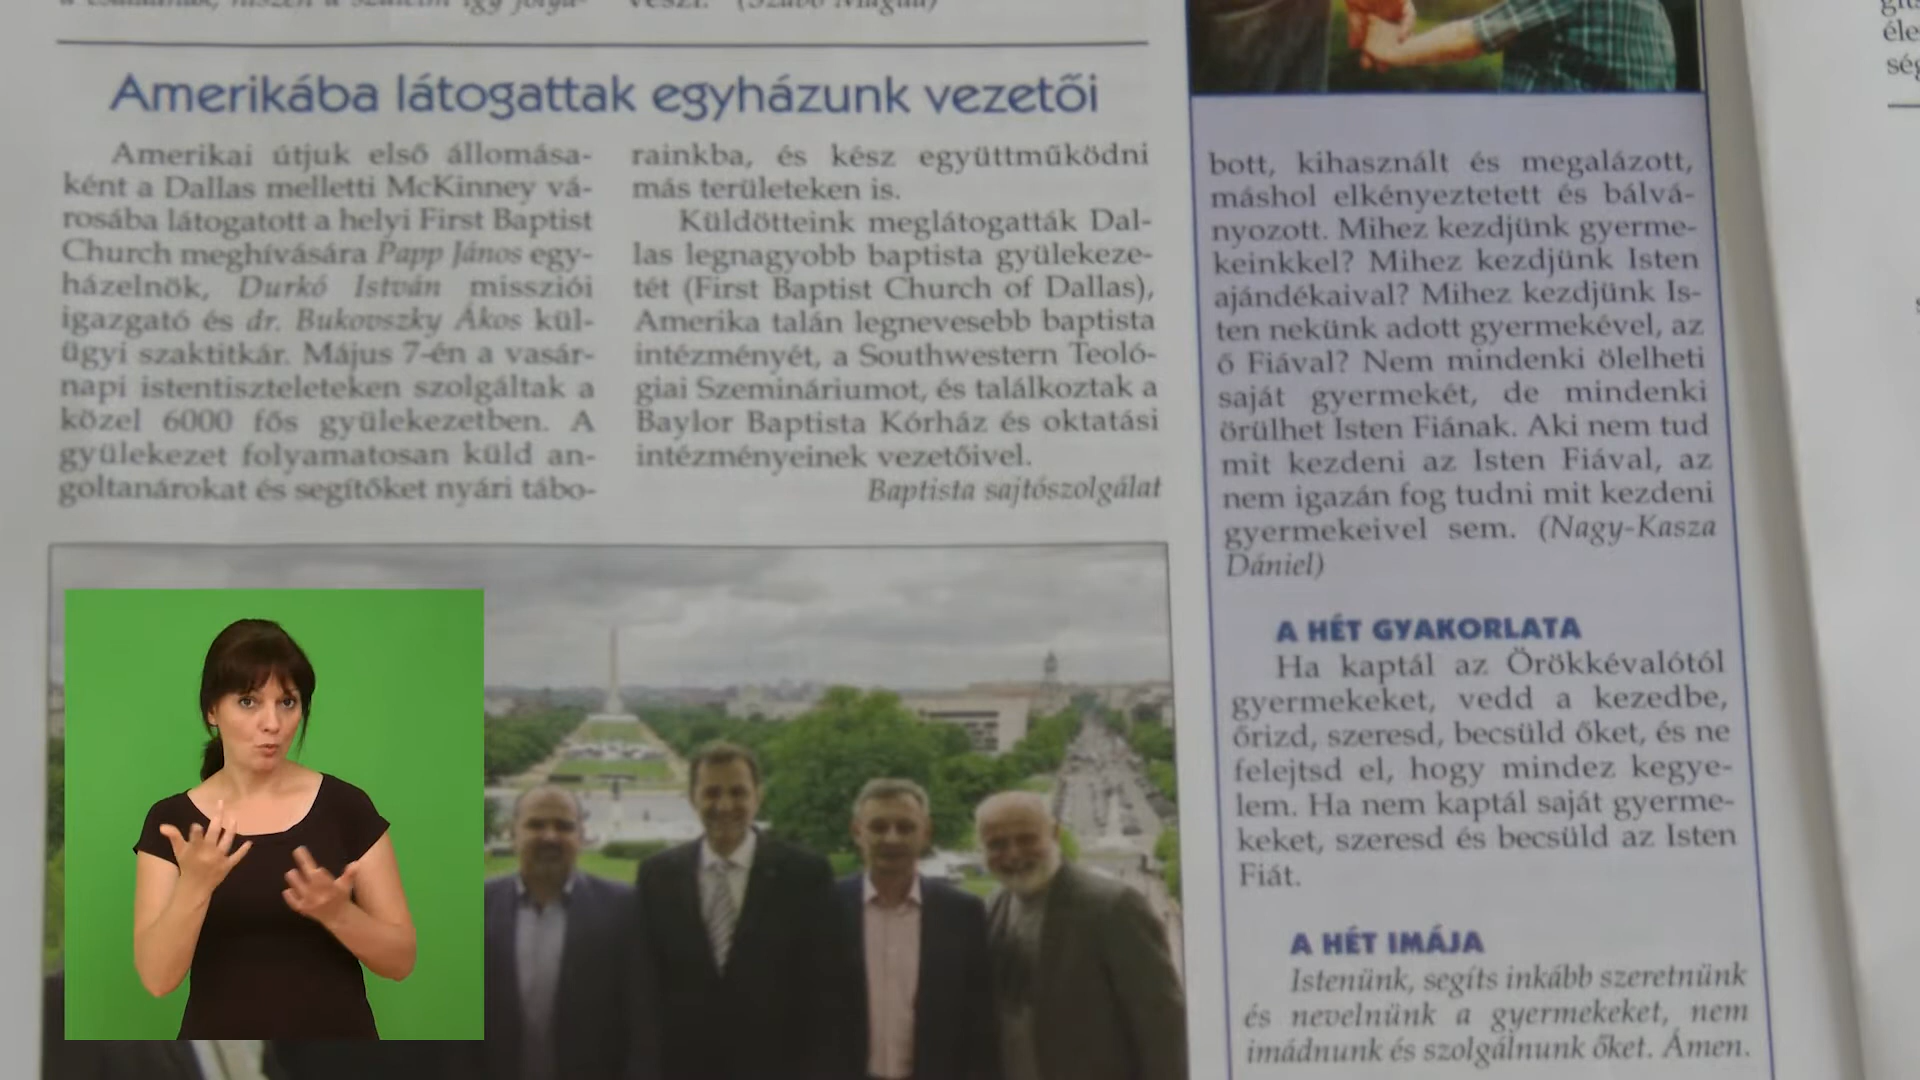 Amerikába látogattak egyházunk vezetői
Amerikai útjuk első állomása-
ként a Dallas melletti McKinney vá-
rosába látogatott a helyi First Baptist
Church meghívására Papp János egy-
házelnök, Durkó István missziói
igazgató és dr. Bukovszky Ákos kül-
ügyi szaktitkár. Május 7-én a vasár-
napi istentiszteleteken szolgáltak a
közel 6000 fős gyülekezetben. A
gyülekezet folyamatosan küld an-
goltanárokat és segítőket nyári tábo-
rainkba, és kész együttműködni
más területeken is.
Küldötteink meglátogatták Dal-
las legnagyobb baptista gyülekeze-
tét (First Baptist Church of Dallas),
Amerika talán legnevesebb baptista
intézményét, a Southwestern Teoló-
giai Szemináriumot, és találkoztak a
Baylor Baptista Kórház és oktatási
intézményeinek vezetőivel.
Baptista sajtószolgálat
bott, kihasznált és megalázott,
máshol elkényeztetett és bálvá-
nyozott. Mihez kezdjünk gyerme-
keinkkel? Mihez kezdjünk Isten
ajándékaival? Mihez kezdjünk Is-
ten nekünk adott gyermekével, az
ő Fiával? Nem mindenki ölelheti
saját gyermekét, de mindenki
örülhet Isten Fiának. Aki nem tud
mit kezdeni az Isten Fiával, az
nem igazán fog tudni mit kezdeni
gyermekeivel sem. (Nagy-Kasza
Dániel)
A HÉT GYAKORLATA
Ha kaptál az Örökkévalótól
gyermekeket, vedd a kezedbe,
őrizd, szeresd, becsüld őket, és ne
felejtsd el, hogy mindez kegye-
lem. Ha nem kaptál saját gyerme-
keket, szeresd és becsüld az Isten
Fiát.
A HÉT IMÁJA
Istenünk, segíts inkább szeretnünk
és nevelnünk a gyermekeket, nem
imádnunk és szolgálnunk őket. Ámen.